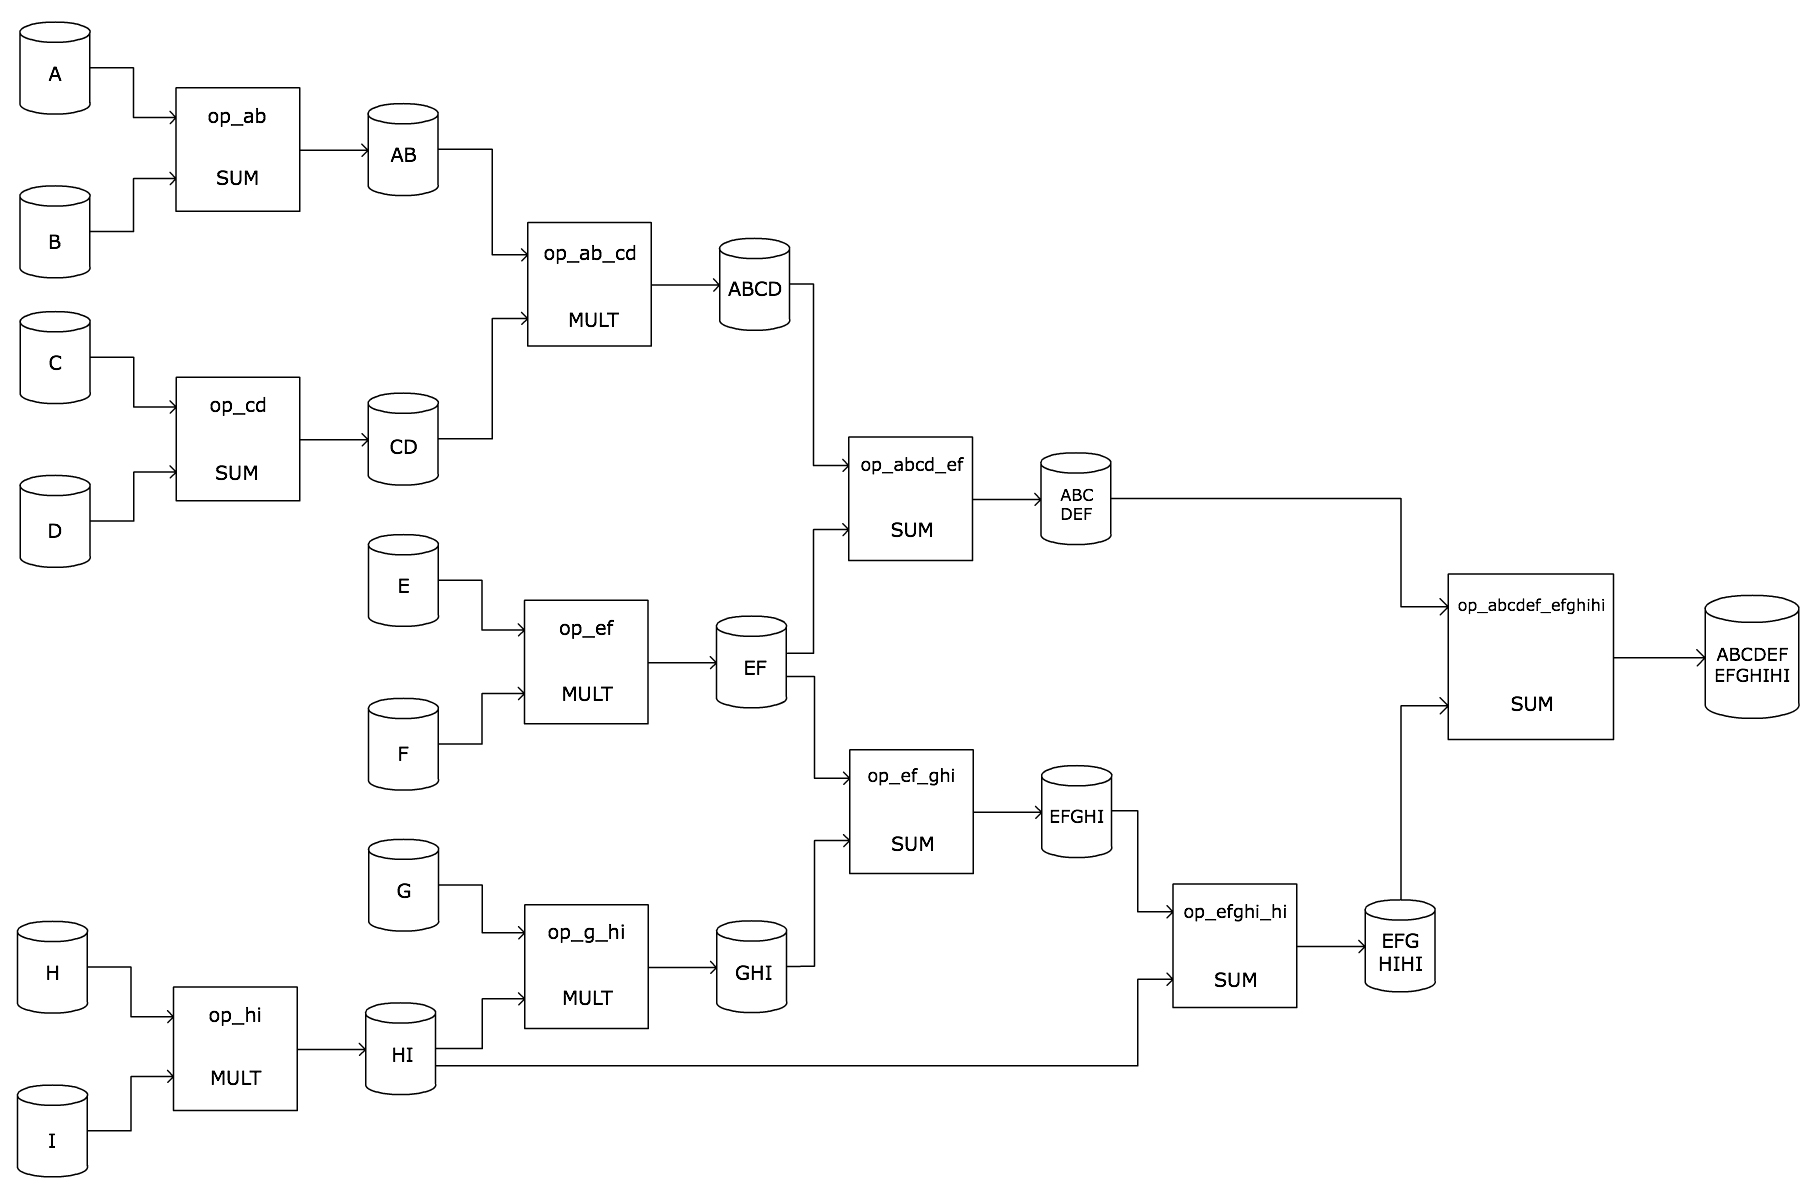 A
op_ab
SUM
AB
B
op_ab_cd
MULT
ABCD
C
op_cd
SUM
CD
D
op_abcd_ef
SUM
ABC
DEF
E
op_ef
MULT
EF
F
op_abcdef_efghihi
SUM
ABCDEF
EFGHIHI
op_ef_ghi
SUM
EFGHI
G
op_g_hi
MULT
GHI
op_efghi_hi
SUM
EFG
HIHI
H
op_hi
MULT
HI
I